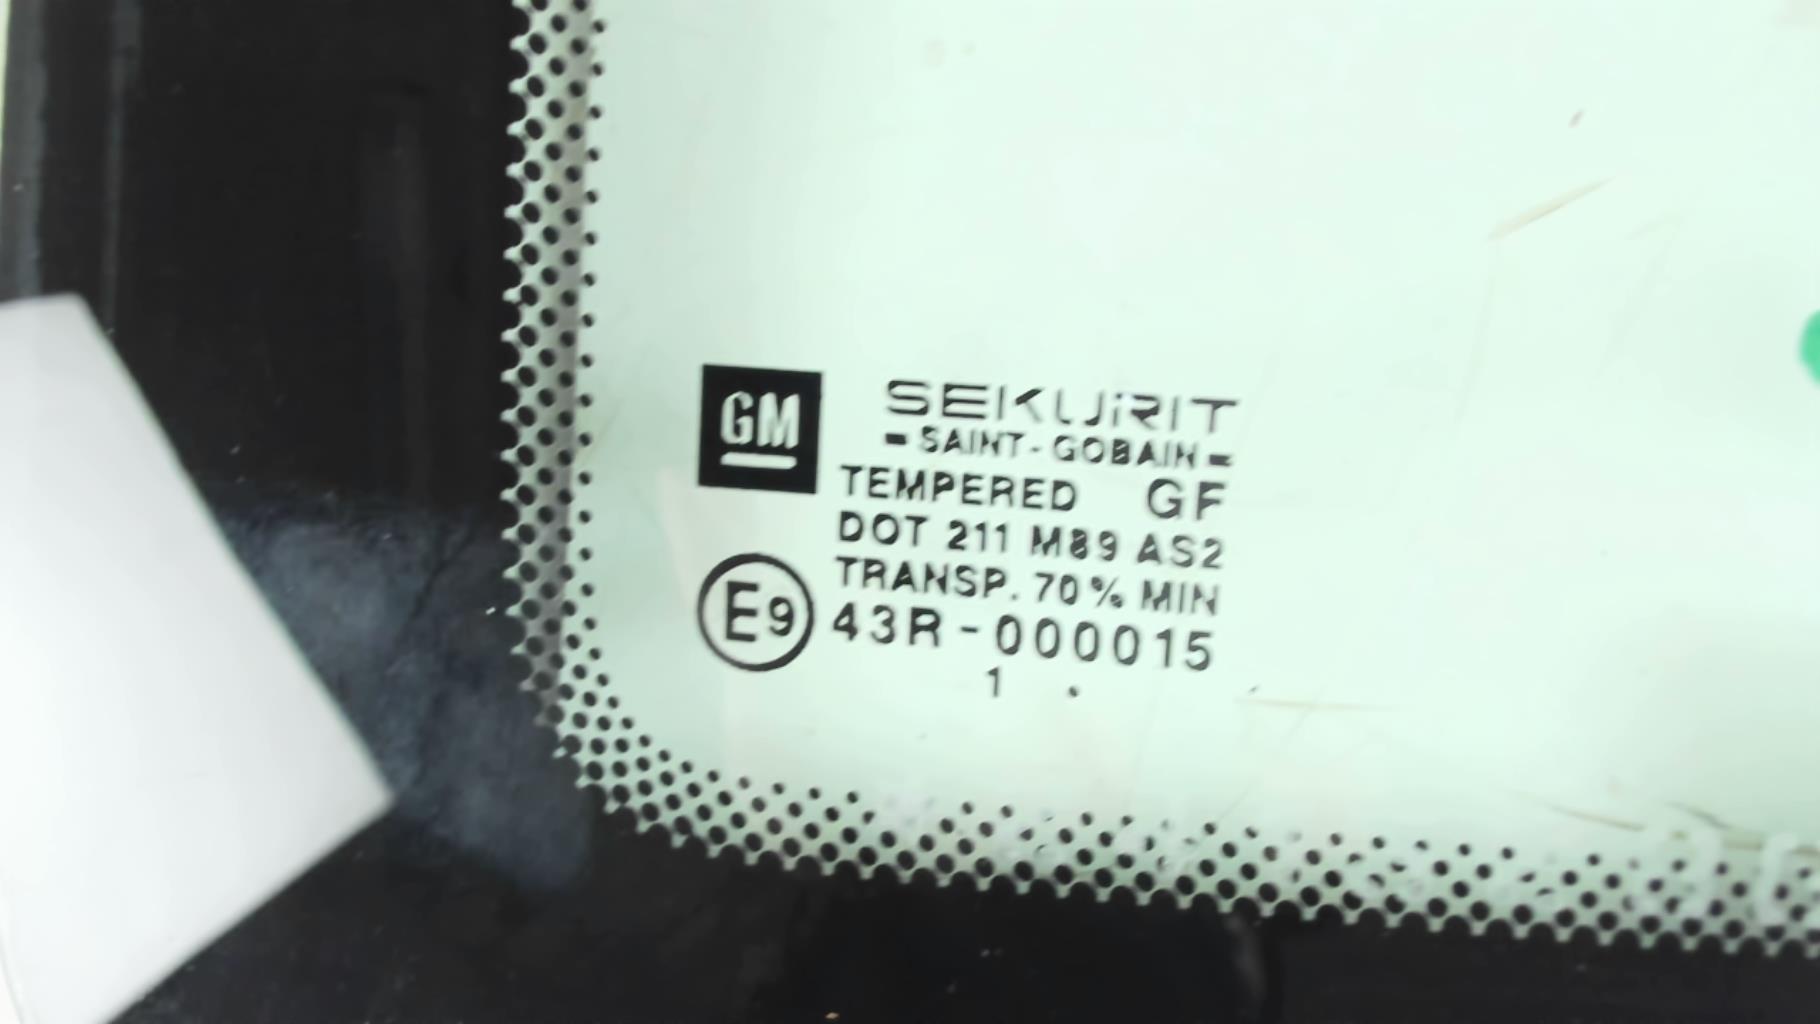 GM
SEKURIT
- SAINT-GOBAIN -
TEMPERED GF
DOT 211 M89 AS2
TRANSP. 70% MIN
E9 43R-000015
1 .